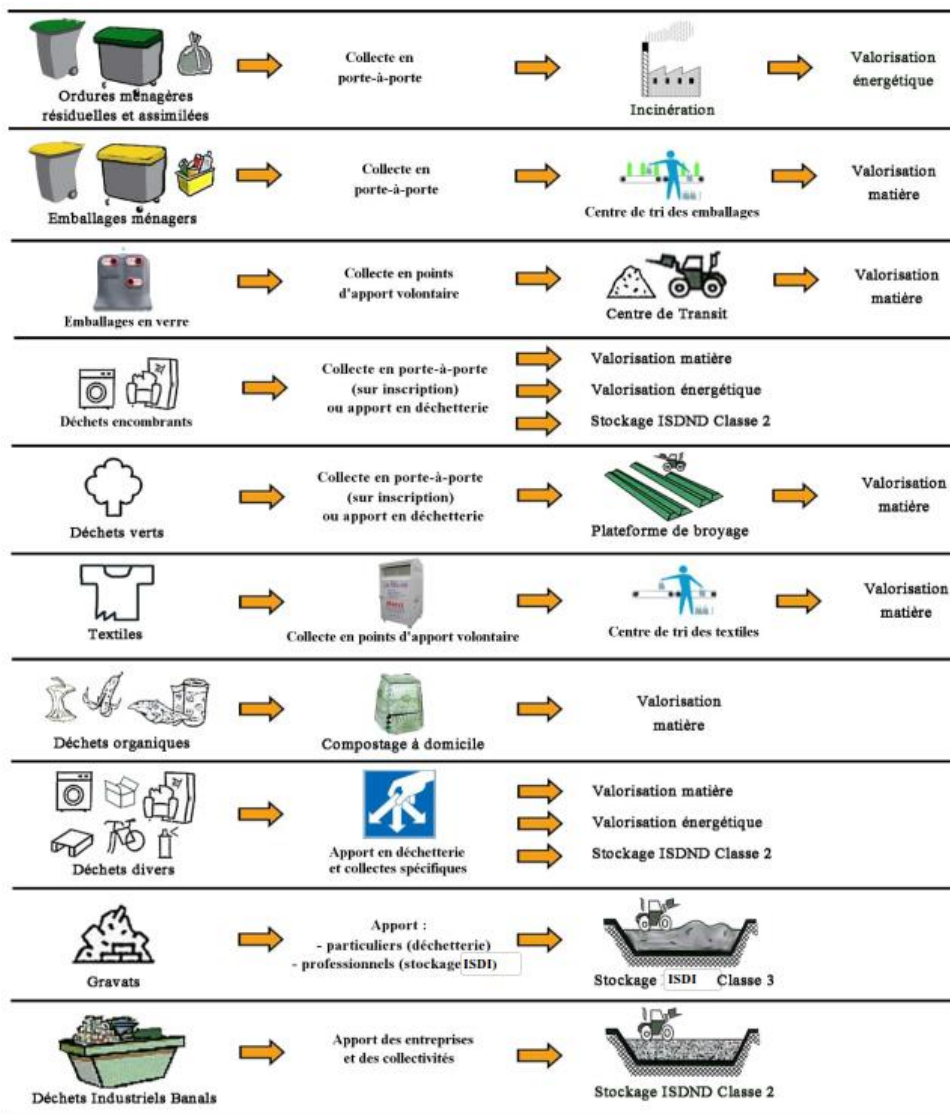 Ordures ménagères
résiduelles et assimilées
Collecte en
porte-à-porte
Incinération
Valorisation
énergétique
Emballages ménagers
Collecte en
porte-à-porte
Centre de tri des emballages
Valorisation
matière
Emballages en verre
Collecte en points
d'apport volontaire
Centre de Transit
Valorisation
matière
Déchets encombrants
Collecte en porte-à-porte
(sur inscription)
ou apport en déchetterie
Valorisation matière
Valorisation énergétique
Stockage ISDND Classe 2
Déchets verts
Collecte en porte-à-porte
(sur inscription)
ou apport en déchetterie
Plateforme de broyage
Valorisation
matière
Textiles
Collecte en points d'apport volontaire
Centre de tri des textiles
Valorisation
matière
Déchets organiques
Compostage à domicile
Valorisation
matière
Déchets divers
Apport en déchetterie
et collectes spécifiques
Valorisation matière
Valorisation énergétique
Stockage ISDND Classe 2
Gravats
Apport :
- particuliers (déchetterie)
- professionnels (stockage ISDI)
Stockage ISDI Classe 3
Déchets Industriels Banals
Apport des entreprises
et des collectivités
Stockage ISDND Classe 2